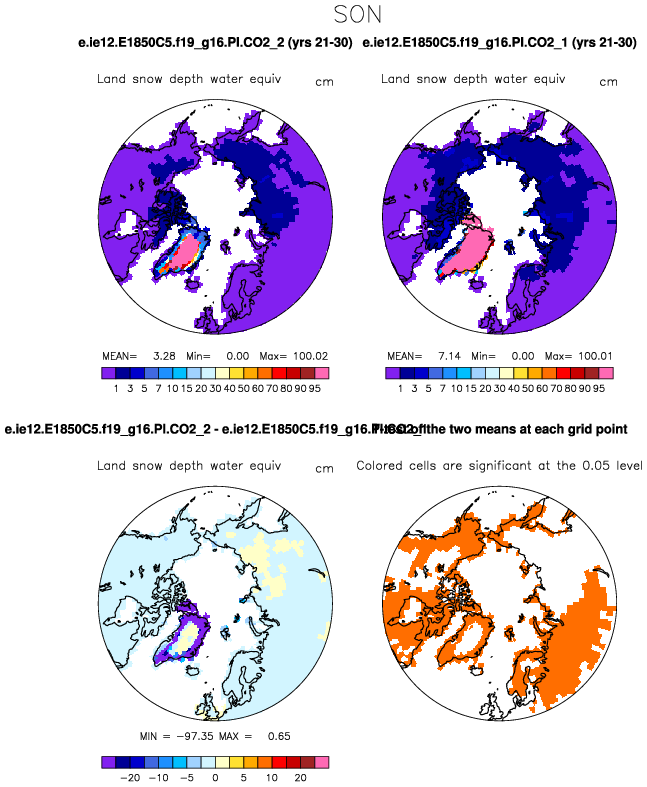 SON
e.ie12.E1850C5.f19_g16.PI.CO2_2 (yrs 21-30) e.ie12.E1850C5.f19_g16.PI.CO2_1 (yrs 21-30)
Land snow depth water equiv cm Land snow depth water equiv cm
MEAN= 3.28 Min= 0.00 Max= 100.02 MEAN= 7.14 Min= 0.00 Max= 100.01
1 3 5 7 10 15 20 30 40 50 60 70 80 90 95 1 3 5 7 10 15 20 30 40 50 60 70 80 90 95
e.ie12.E1850C5.f19_g16.PI.CO2_2 - e.ie12.E1850C5.f19_g16.PI.CO2_1 the two means at each grid point
Land snow depth water equiv cm Colored cells are significant at the 0.05 level
MIN = -97.35 MAX = 0.65
-20 -10 -5 0 5 10 20